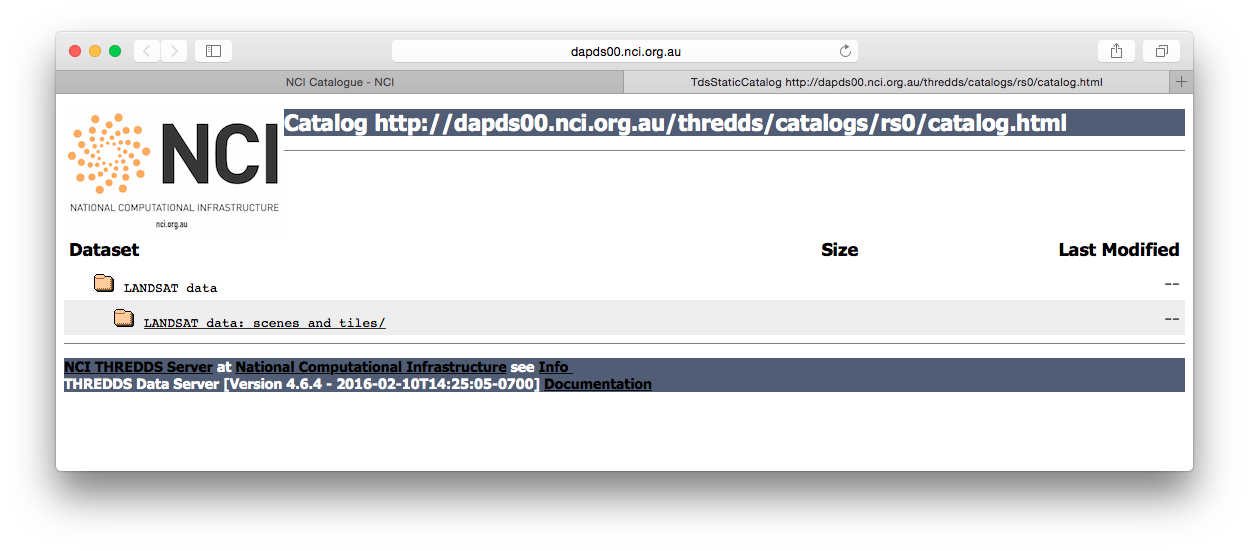 dapds00.nci.org.au
NCI Catalogue - NCI
TdsStaticCatalog http://dapds00.nci.org.au/thredds/catalogs/rs0/catalog.html
NCI
NATIONAL COMPUTATIONAL INFRASTRUCTURE
nci.org.au
Catalog http://dapds00.nci.org.au/thredds/catalogs/rs0/catalog.html
Dataset Size Last Modified
LANDSAT data --
LANDSAT data: scenes and tiles/ --
NCI THREDDS Server at National Computational Infrastructure see Info
THREDDS Data Server [Version 4.6.4 - 2016-02-10T14:25:05-0700] Documentation